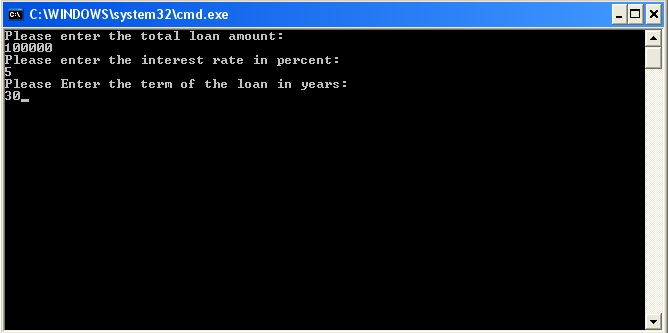 C:\WINDOWS\system32\cmd.exe
Please enter the total loan amount:
100000
Please enter the interest rate in percent:
5
Please Enter the term of the loan in years:
30_